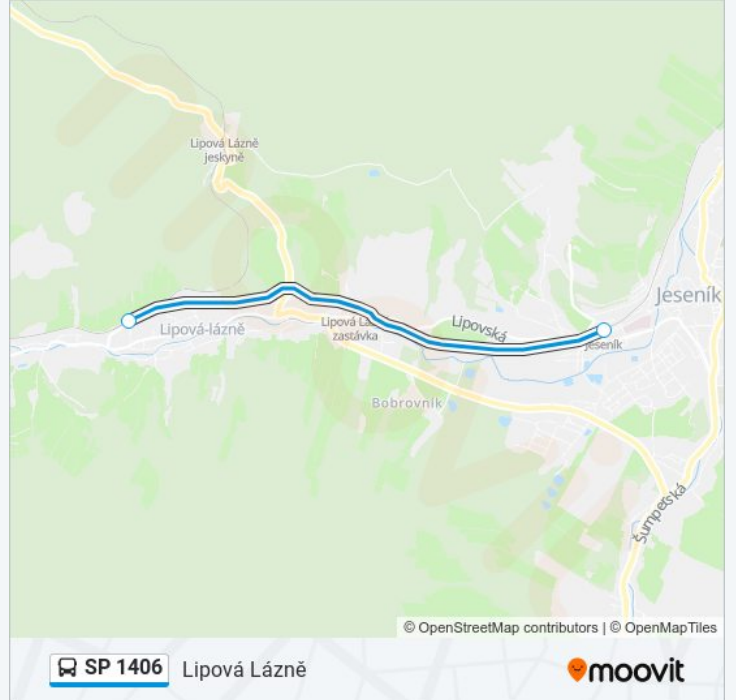 Lipová Lázně
jeskyně
Jeseník
Lipovská
Lipová-lázně
Lipová Lá
zastávka
Jeseník
Bobrovník
Šumperská
© OpenStreetMap contributors | © OpenMapTiles
SP 1406 Lipová Lázně moovit